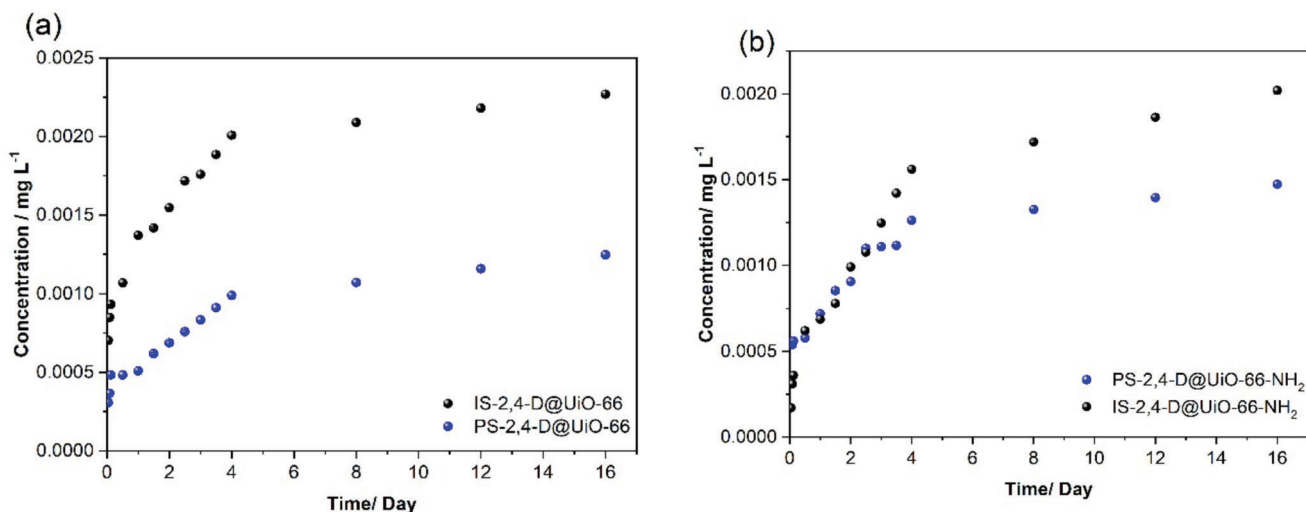 (a)
0.0025
0.0020
0.0015
0.0010
0.0005
0.0000
Concentration / mg L⁻¹
IS-2,4-D@UiO-66
PS-2,4-D@UiO-66
0 2 4 6 8 10 12 14 16
Time/ Day
(b)
0.0020
0.0015
0.0010
0.0005
0.0000
Concentration/ mg L⁻¹
PS-2,4-D@UiO-66-NH₂
IS-2,4-D@UiO-66-NH₂
0 2 4 6 8 10 12 14 16
Time/ Day